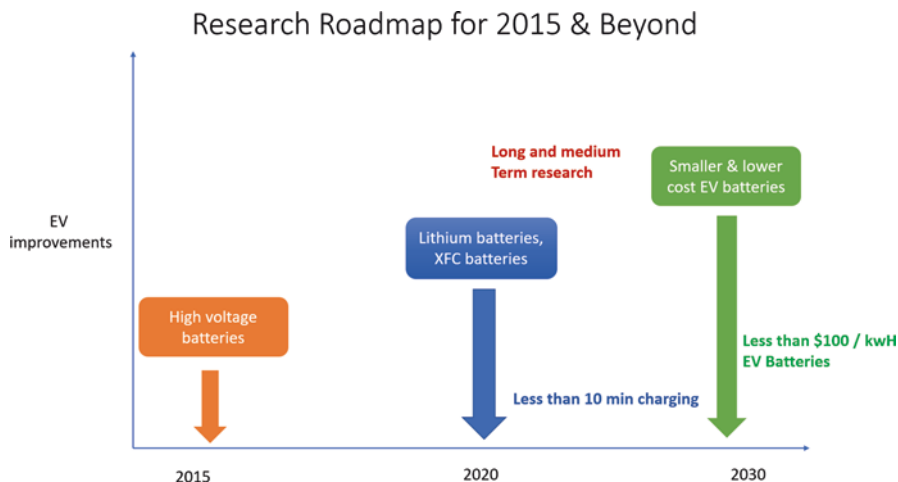 Research Roadmap for 2015 & Beyond
Long and medium
Term research
Smaller & lower
cost EV batteries
EV
improvements
Lithium batteries,
XFC batteries
High voltage
batteries
Less than $100 / kwH
EV Batteries
Less than 10 min charging
2015
2020
2030